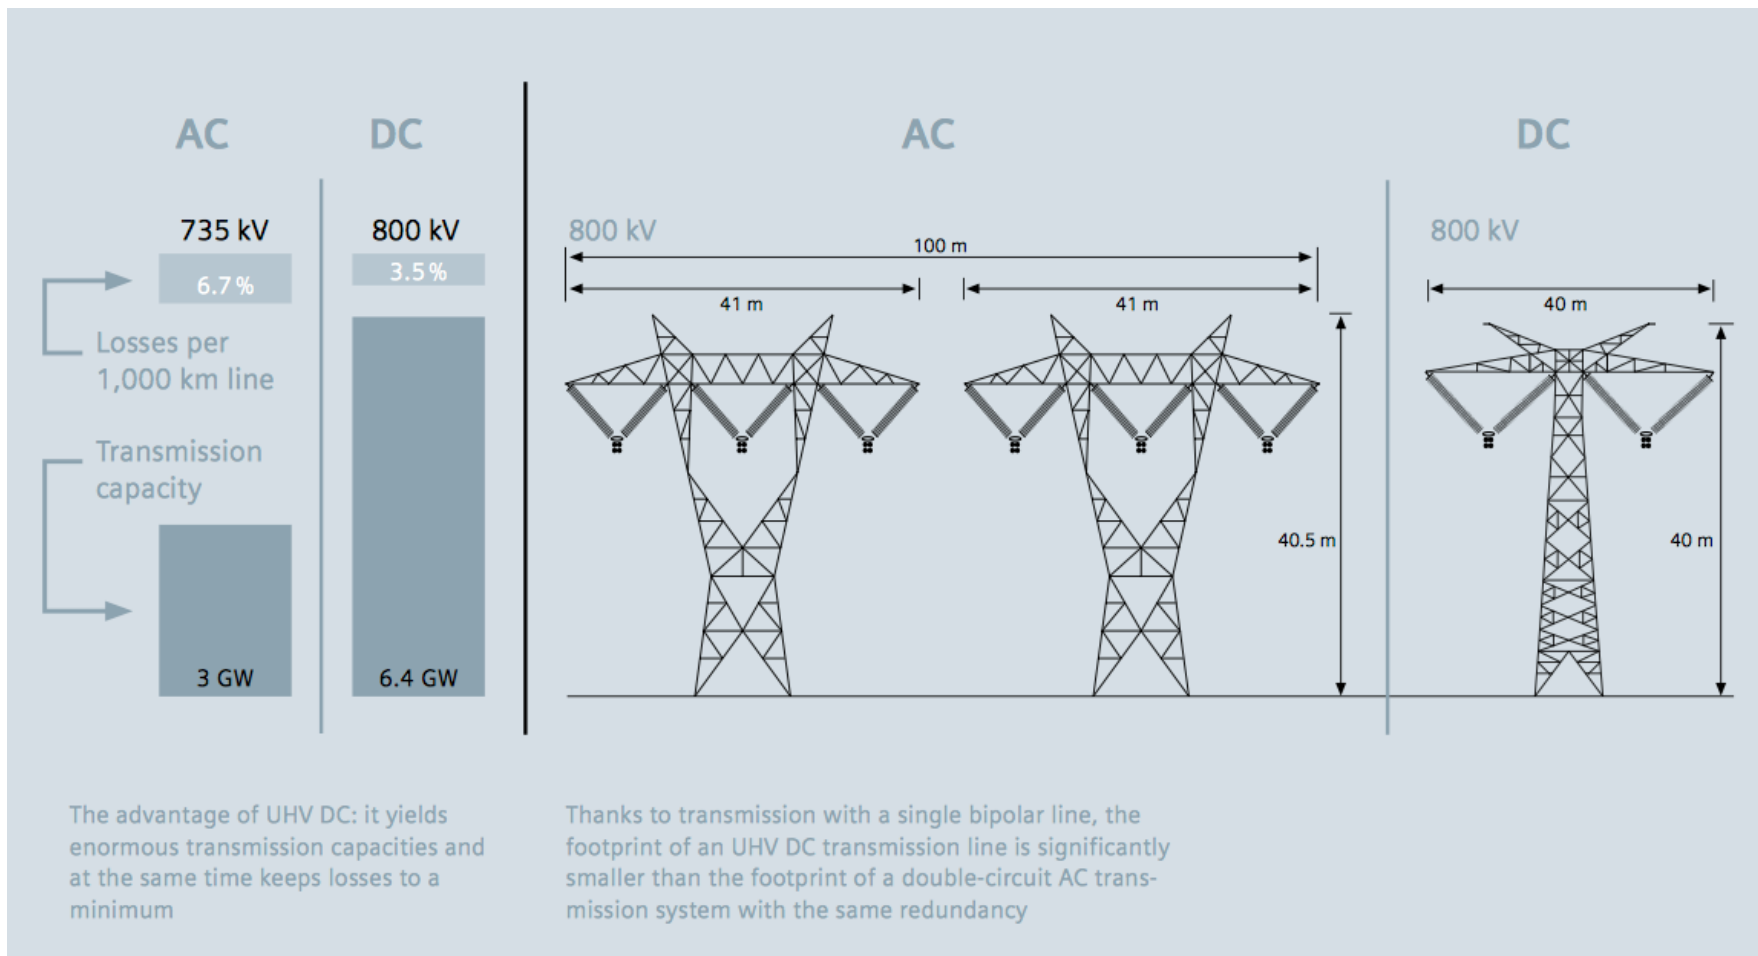 AC
DC
735 kV
800 kV
6.7 %
3.5 %
Losses per
1,000 km line
Transmission
capacity
3 GW
6.4 GW
The advantage of UHV DC: it yields
enormous transmission capacities and
at the same time keeps losses to a
minimum
AC
800 kV
100 m
41 m
41 m
40.5 m
DC
800 kV
40 m
40 m
Thanks to transmission with a single bipolar line, the
footprint of an UHV DC transmission line is significantly
smaller than the footprint of a double-circuit AC trans-
mission system with the same redundancy